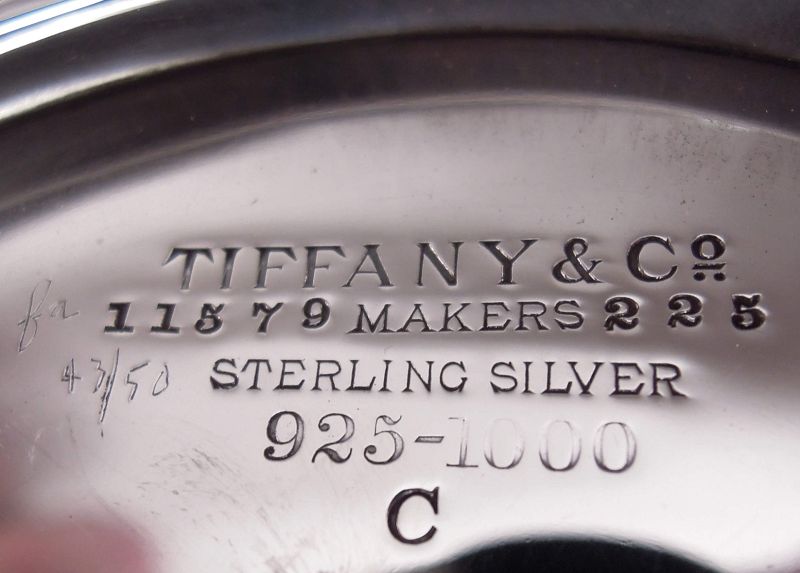 TIFFANY & Co.
11579 MAKERS 225
STERLING SILVER
925-1000
C
43/50